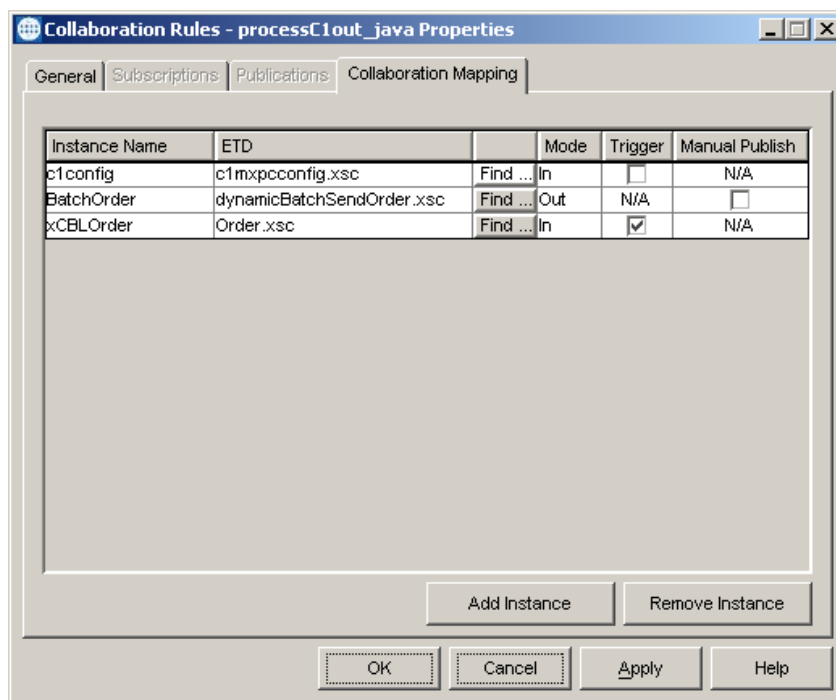 Collaboration Rules - processC1out_java Properties
General Subscriptions Publications Collaboration Mapping
Instance Name ETD Mode Trigger Manual Publish
c1config c1mxpcconfig.xsc Find ... In N/A
BatchOrder dynamicBatchSendOrder.xsc Find ... Out N/A
xCBLOrder Order.xsc Find ... In N/A
Add Instance Remove Instance
OK Cancel Apply Help